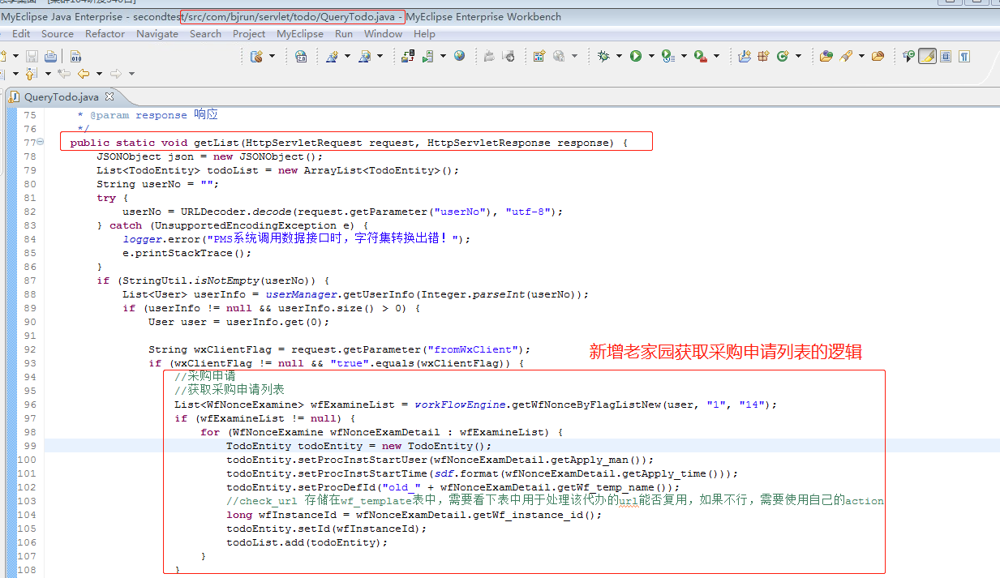 MyEclipse Java Enterprise - secondtest/src/com/bjrun/servlet/todo/QueryTodo.java - MyEclipse Enterprise Workbench
Edit Source Refactor Navigate Search Project MyEclipse Run Window Help
QueryTodo.java
75 * @param response 响应
76 */
77 public static void getList(HttpServletRequest request, HttpServletResponse response) {
78 JSONObject json = new JSONObject();
79 List<TodoEntity> todoList = new ArrayList<TodoEntity>();
80 String userNo = "";
81 try {
82 userNo = URLDecoder.decode(request.getParameter("userNo"), "utf-8");
83 } catch (UnsupportedEncodingException e) {
84 logger.error("PMS系统调用数据接口时，字符集转换出错！");
85 e.printStackTrace();
86 }
87 if (StringUtil.isNotEmpty(userNo)) {
88 List<User> userInfo = userManager.getUserInfo(Integer.parseInt(userNo));
89 if (userInfo != null && userInfo.size() > 0) {
90 User user = userInfo.get(0);
91
92 String wxClientFlag = request.getParameter("fromWxClient");
新增老家园获取采购申请列表的逻辑
93 if (wxClientFlag != null && "true".equals(wxClientFlag)) {
94 //采购申请
95 //获取采购申请列表
96 List<WfNonceExamine> wfExamineList = workFlowEngine.getWfNonceByFlagListNew(user, "1", "14");
97 if (wfExamineList != null) {
98 for (WfNonceExamine wfNonceExamDetail : wfExamineList) {
99 TodoEntity todoEntity = new TodoEntity();
100 todoEntity.setProcInstStartUser(wfNonceExamDetail.getApply_man());
101 todoEntity.setProcInstStartTime(sdf.format(wfNonceExamDetail.getApply_time()));
102 todoEntity.setProcDefId("old_" + wfNonceExamDetail.getWf_temp_name());
103 //check_url 存储在wf_template表中，需要看下表中用于处理该代办的url能否复用，如果不行，需要使用自己的action
104 long wfInstanceId = wfNonceExamDetail.getWf_instance_id();
105 todoEntity.setId(wfInstanceId);
106 todoList.add(todoEntity);
107 }
108 }